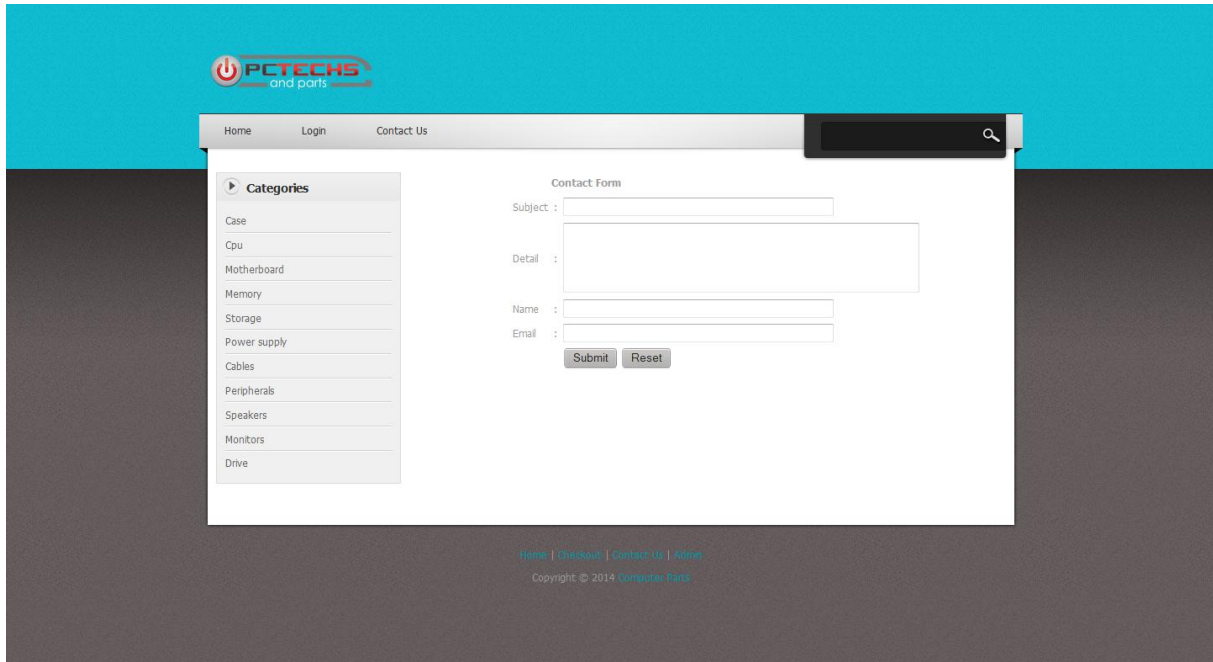 PCTECHS
and parts
Home Login Contact Us
Categories
Case
Cpu
Motherboard
Memory
Storage
Power supply
Cables
Peripherals
Speakers
Monitors
Drive
Contact Form
Subject :
Detail :
Name :
Email :
Submit Reset
Home | Checkout | Contact Us | Admin
Copyright © 2014 Computer Parts